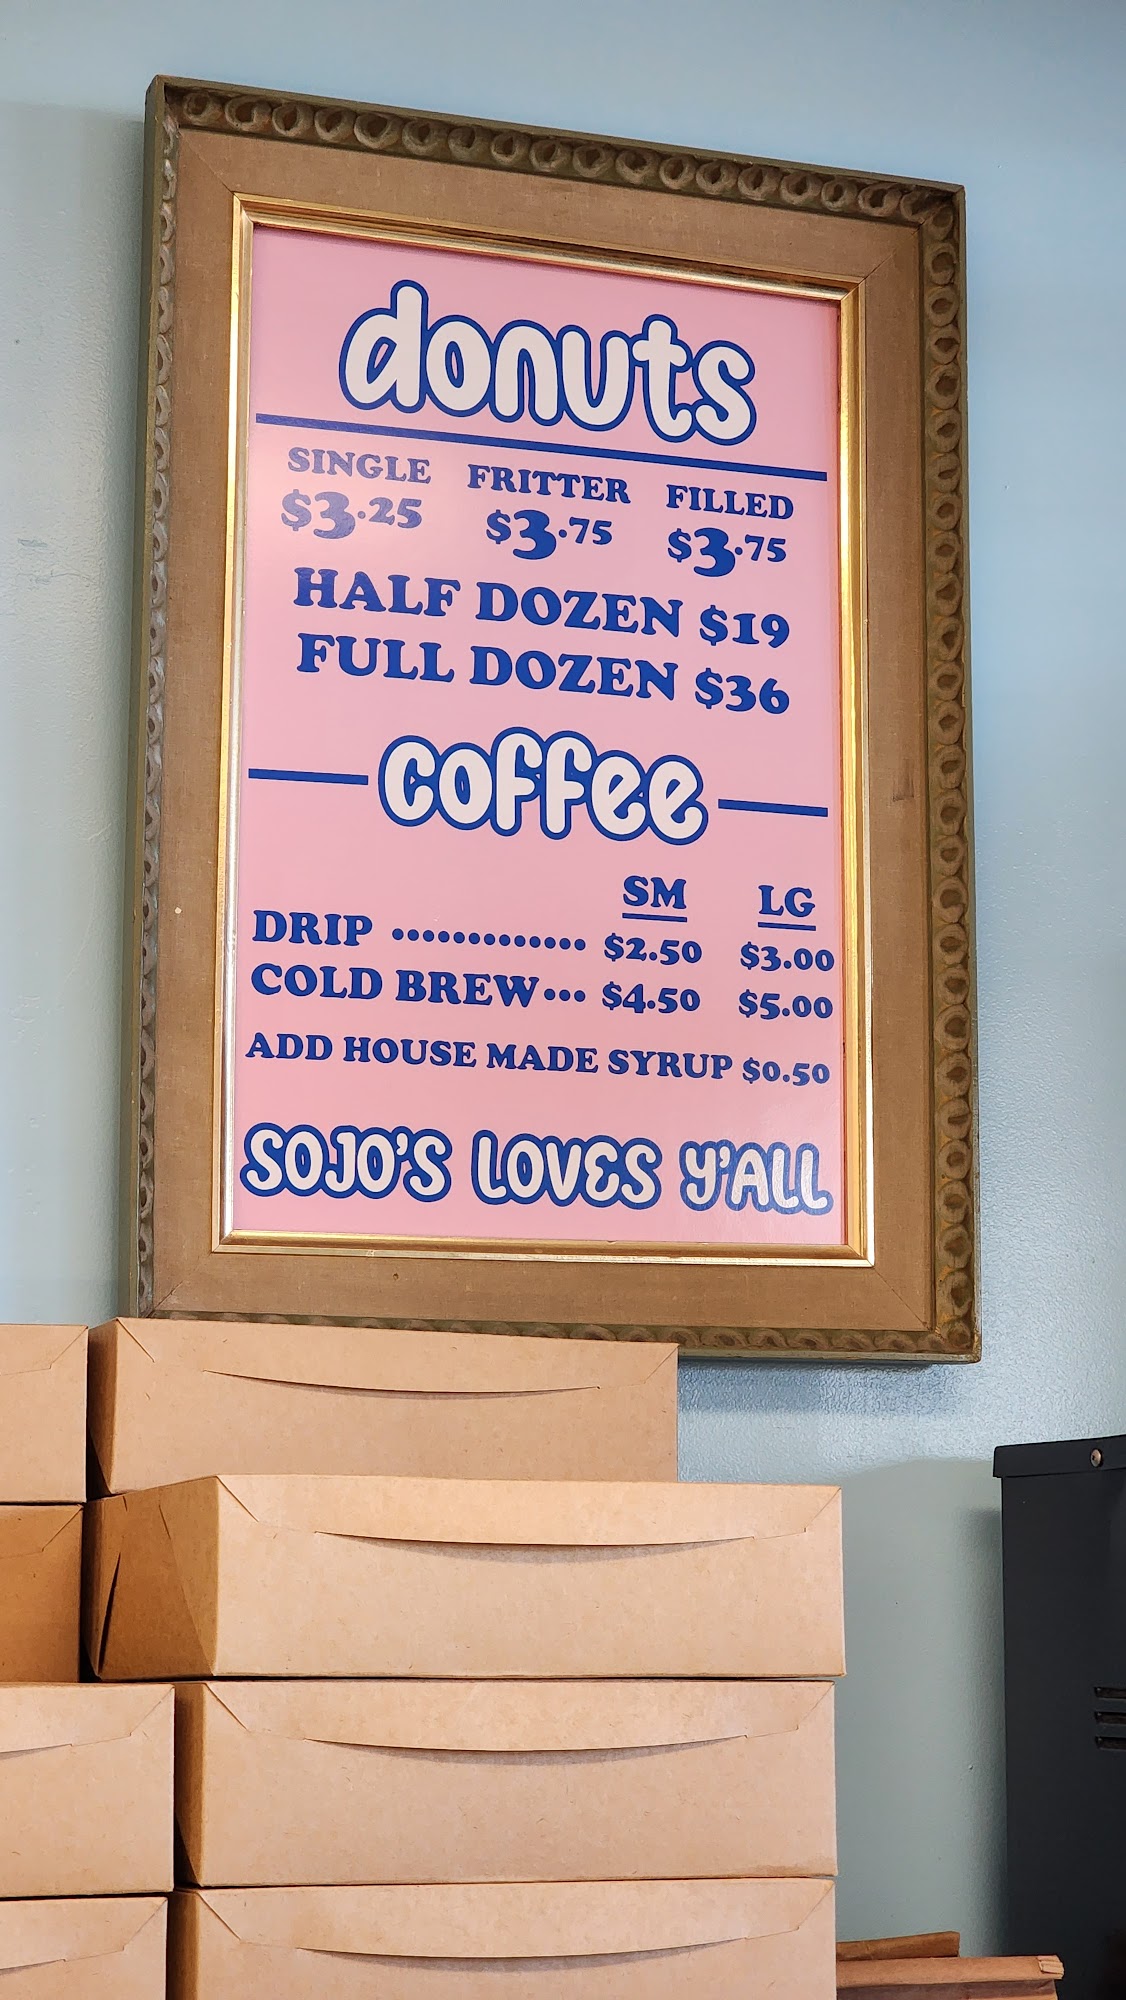 donuts
SINGLE FRITTER FILLED
$3.25 $3.75 $3.75
HALF DOZEN $19
FULL DOZEN $36
coffee
SM LG
DRIP ............. $2.50 $3.00
COLD BREW... $4.50 $5.00
ADD HOUSE MADE SYRUP $0.50
SOJO'S LOVES Y'ALL